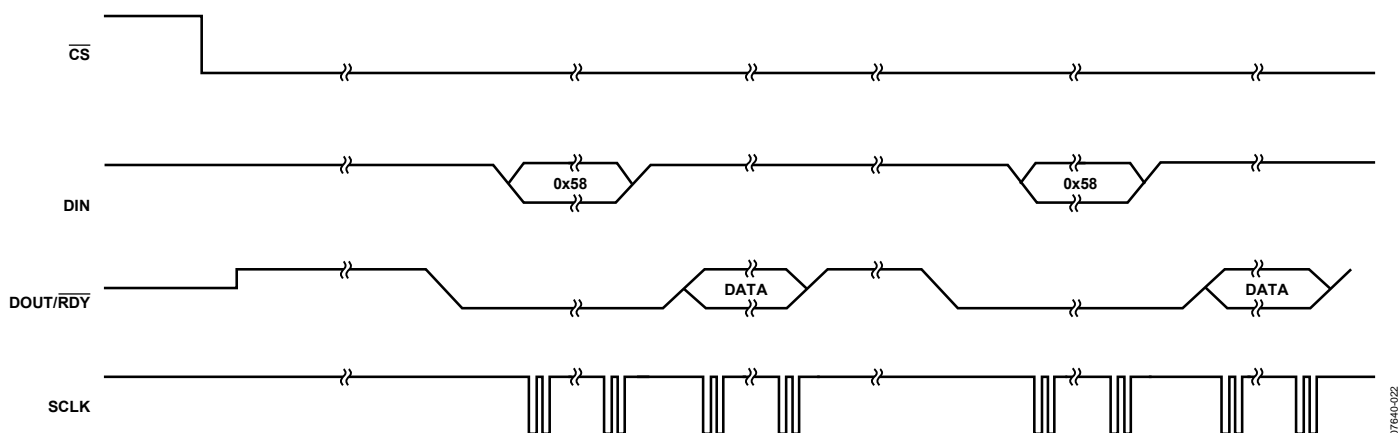 CS
DIN
0x58
0x58
DOUT/RDY
DATA
DATA
SCLK
07640-022